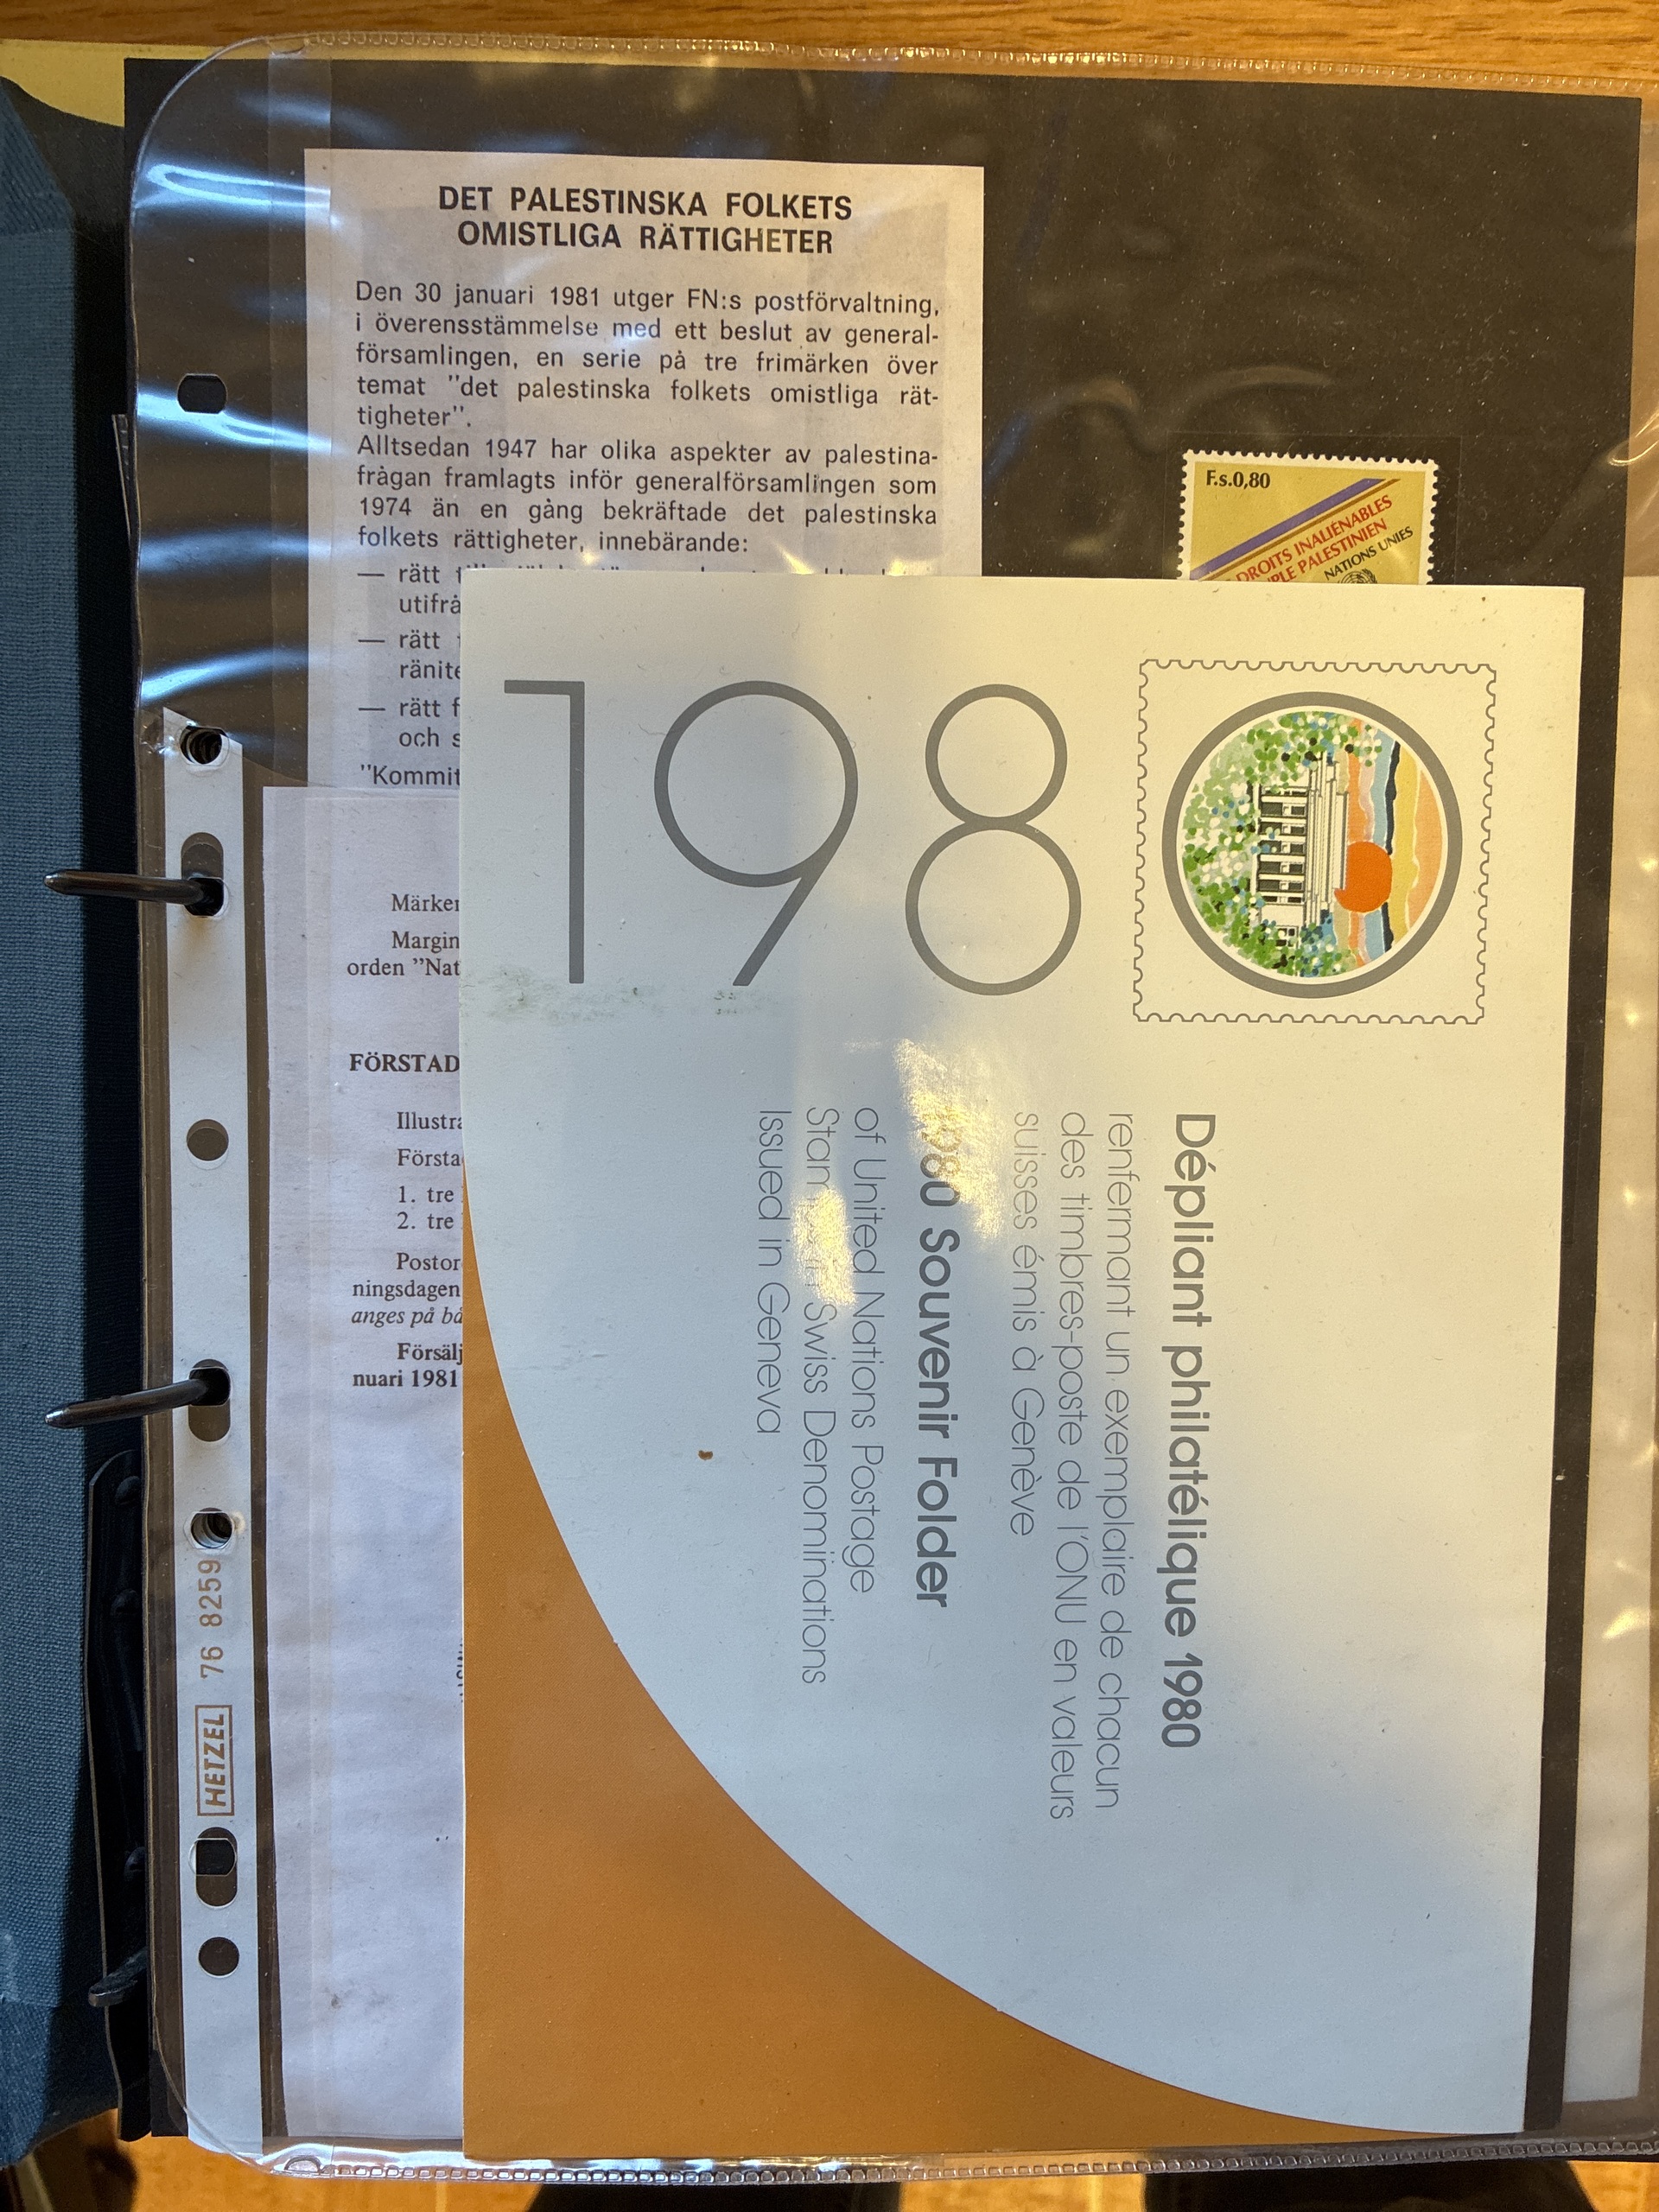 DET PALESTINSKA FOLKETS
OMISTLIGA RÄTTIGHETER
Den 30 januari 1981 utger FN:s postförvaltning,
i överensstämmelse med ett beslut av general-
församlingen, en serie på tre frimärken över
temat "det palestinska folkets omistliga rät-
tigheter".
Alltsedan 1947 har olika aspekter av palestina-
frågan framlagts inför generalförsamlingen som
1974 än en gång bekräftade det palestinska
folkets rättigheter, innebärande:
— rätt
utifrå
— rätt
ränite
— rätt f
och s
"Kommit
Märker
Margin
orden "Nat
FÖRSTAD
Illustra
Första
1. tre
2. tre
Postor
ningsdagen
anges på bå
Försälj
nuari 1981
F.s.0,80
DROITS INALIENABLES
PLE PALESTINIEN
NATIONS UNIES
1980
Dépliant philatélique 1980
renfermant un exemplaire de chacun
des timbres-poste de l'ONU en valeurs
suisses émis à Genève
1980 Souvenir Folder
of United Nations Postage
Stam Swiss Denominations
Issued in Geneva
HETZEL 76 8259